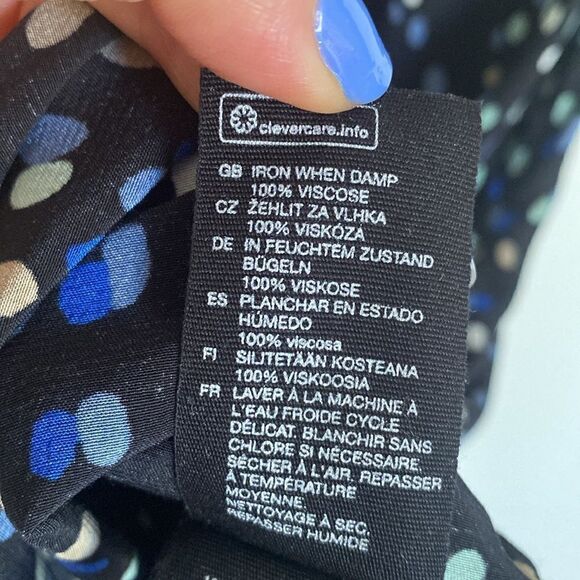 clevercare.info
GB IRON WHEN DAMP
100% VISCOSE
CZ ŽEHLIT ZA VLHKA
100% VISKÓZA
DE IN FEUCHTEM ZUSTAND
BÜGELN
100% VISKOSE
ES PLANCHAR EN ESTADO
HÚMEDO
100% viscosa
FI SILITETÄÄN KOSTEANA
100% VISKOOSIA
FR LAVER À LA MACHINE À
L'EAU FROIDE CYCLE
DÉLICAT. BLANCHIR SANS
CHLORE SI NÉCESSAIRE.
SÉCHER À L'AIR. REPASSER
À TEMPÉRATURE
MOYENNE.
NETTOYAGE À SEC.
REPASSER HUMIDE